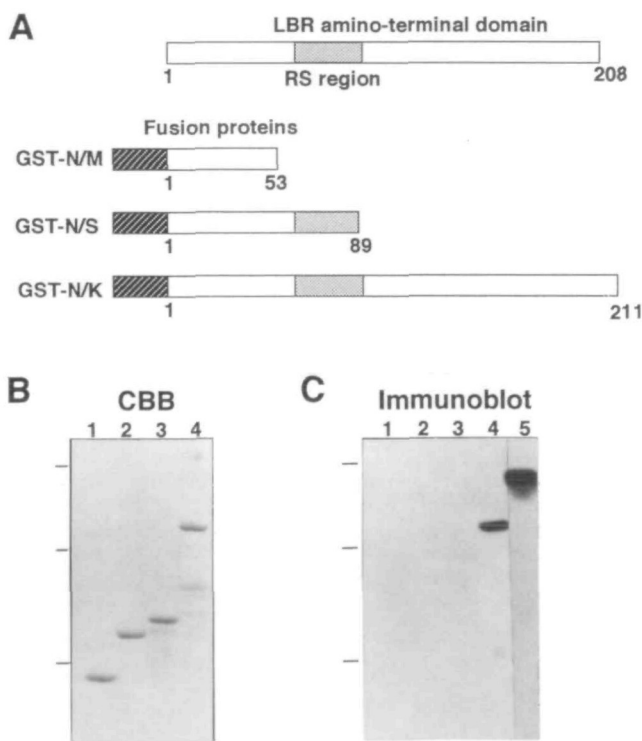 A
LBR amino-terminal domain
1 RS region 208
Fusion proteins
GST-N/M
1 53
GST-N/S
1 89
GST-N/K
1 211
B CBB
1 2 3 4
C Immunoblot
1 2 3 4 5